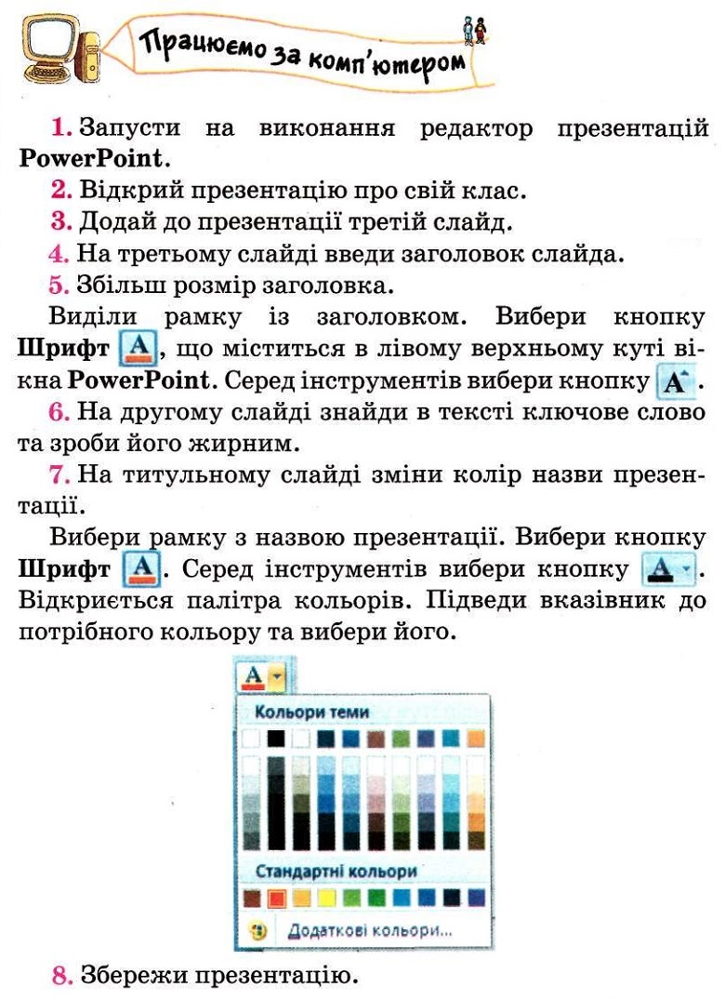 Працюємо за комп'ютером
1. Запусти на виконання редактор презентацій
PowerPoint.
2. Відкрий презентацію про свій клас.
3. Додай до презентації третій слайд.
4. На третьому слайді введи заголовок слайда.
5. Збільш розмір заголовка.
Виділи рамку із заголовком. Вибери кнопку
Шрифт A, що міститься в лівому верхньому куті ві-
кна PowerPoint. Серед інструментів вибери кнопку A.
6. На другому слайді знайди в тексті ключове слово
та зроби його жирним.
7. На титульному слайді зміни колір назви презен-
тації.
Вибери рамку з назвою презентації. Вибери кнопку
Шрифт A. Серед інструментів вибери кнопку A.
Відкриється палітра кольорів. Підведи вказівник до
потрібного кольору та вибери його.
A
Кольори теми
Стандартні кольори
Додаткові кольори...
8. Збережи презентацію.